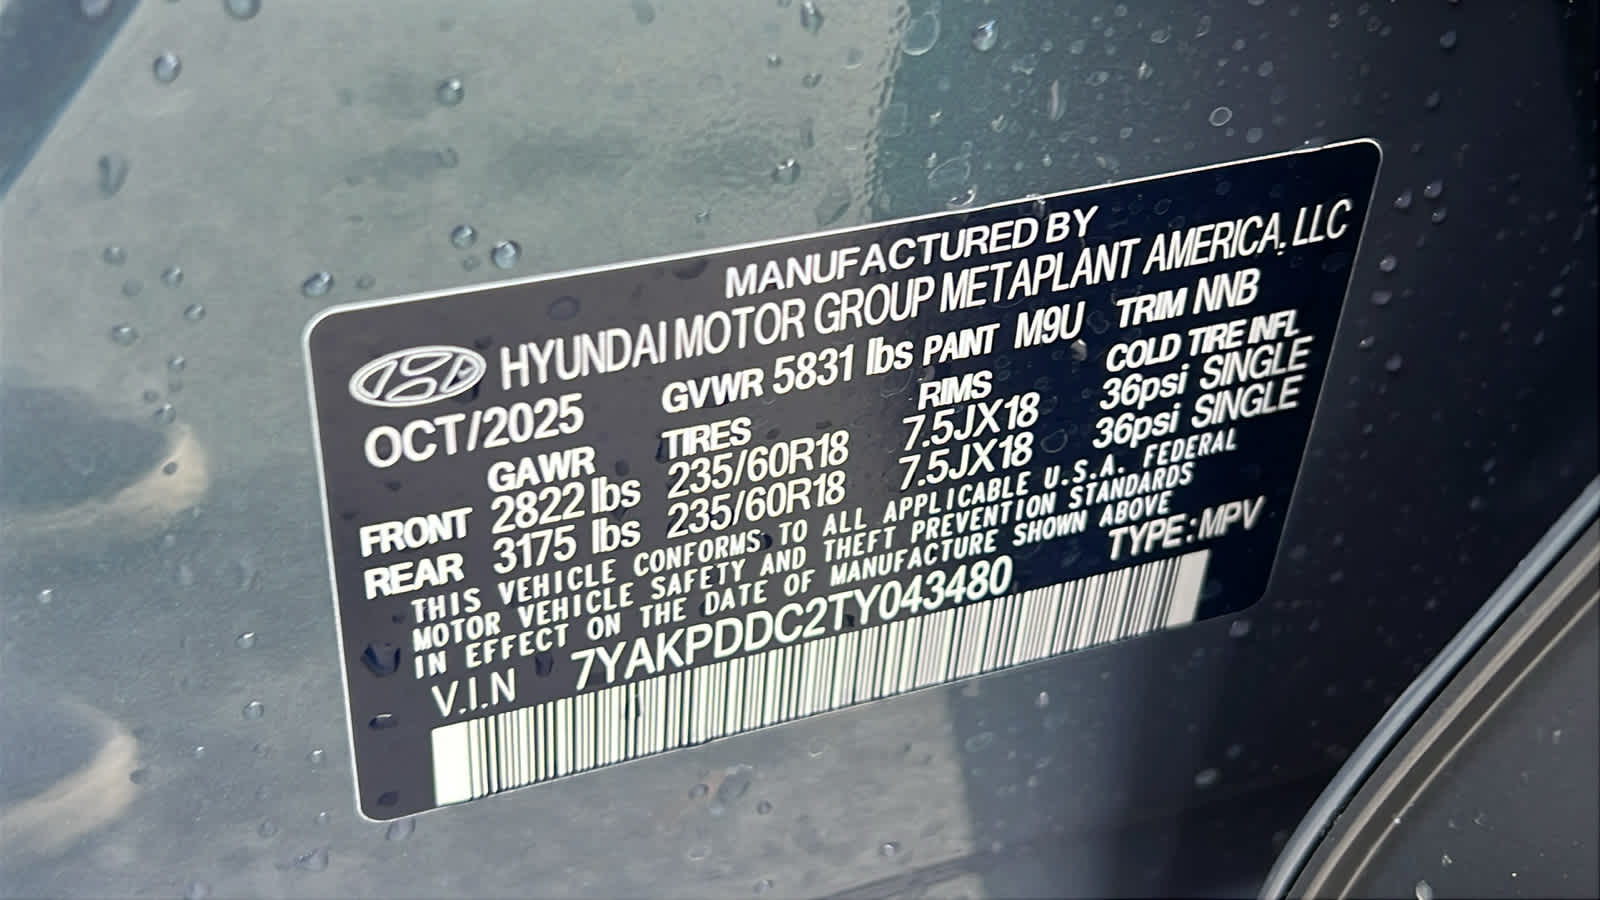 MANUFACTURED BY
HYUNDAI MOTOR GROUP METAPLANT AMERICA, LLC
OCT/2025 GVWR 5831 lbs PAINT M9U TRIM NNB
GAWR TIRES RIMS COLD TIRE INFL
FRONT 2822 lbs 235/60R18 7.5JX18 36psi SINGLE
REAR 3175 lbs 235/60R18 7.5JX18 36psi SINGLE
THIS VEHICLE CONFORMS TO ALL APPLICABLE U.S.A. FEDERAL
MOTOR VEHICLE SAFETY AND THEFT PREVENTION STANDARDS
IN EFFECT ON THE DATE OF MANUFACTURE SHOWN ABOVE
V.I.N 7YAKPDDC2TY043480 TYPE: MPV